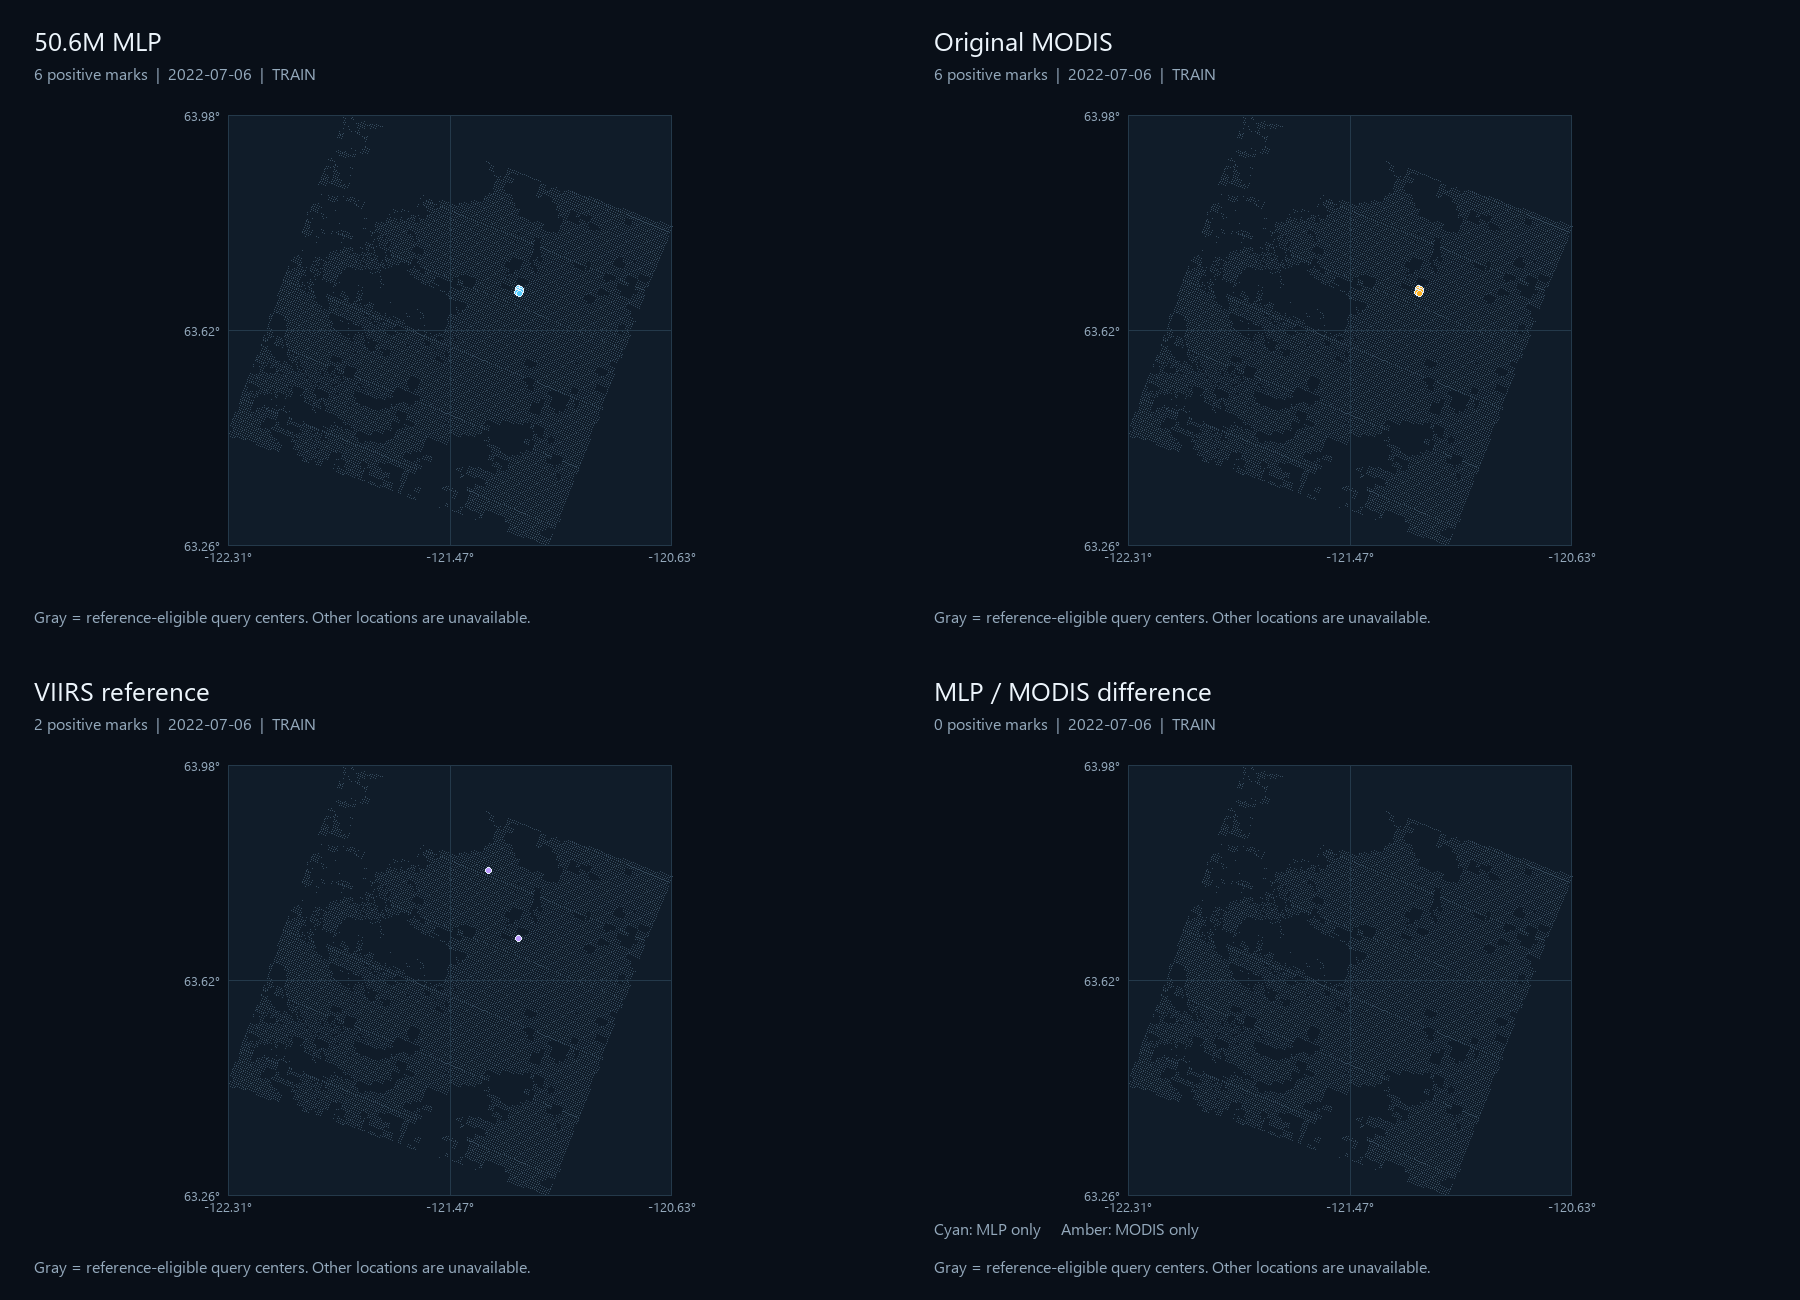 50.6M MLP
6 positive marks | 2022-07-06 | TRAIN
63.98°
63.62°
63.26°
-122.31°
-121.47°
-120.63°
Gray = reference-eligible query centers. Other locations are unavailable.
Original MODIS
6 positive marks | 2022-07-06 | TRAIN
63.98°
63.62°
63.26°
-122.31°
-121.47°
-120.63°
Gray = reference-eligible query centers. Other locations are unavailable.
VIIRS reference
2 positive marks | 2022-07-06 | TRAIN
63.98°
63.62°
63.26°
-122.31°
-121.47°
-120.63°
Gray = reference-eligible query centers. Other locations are unavailable.
MLP / MODIS difference
0 positive marks | 2022-07-06 | TRAIN
63.98°
63.62°
63.26°
-122.31°
-121.47°
-120.63°
Cyan: MLP only Amber: MODIS only
Gray = reference-eligible query centers. Other locations are unavailable.